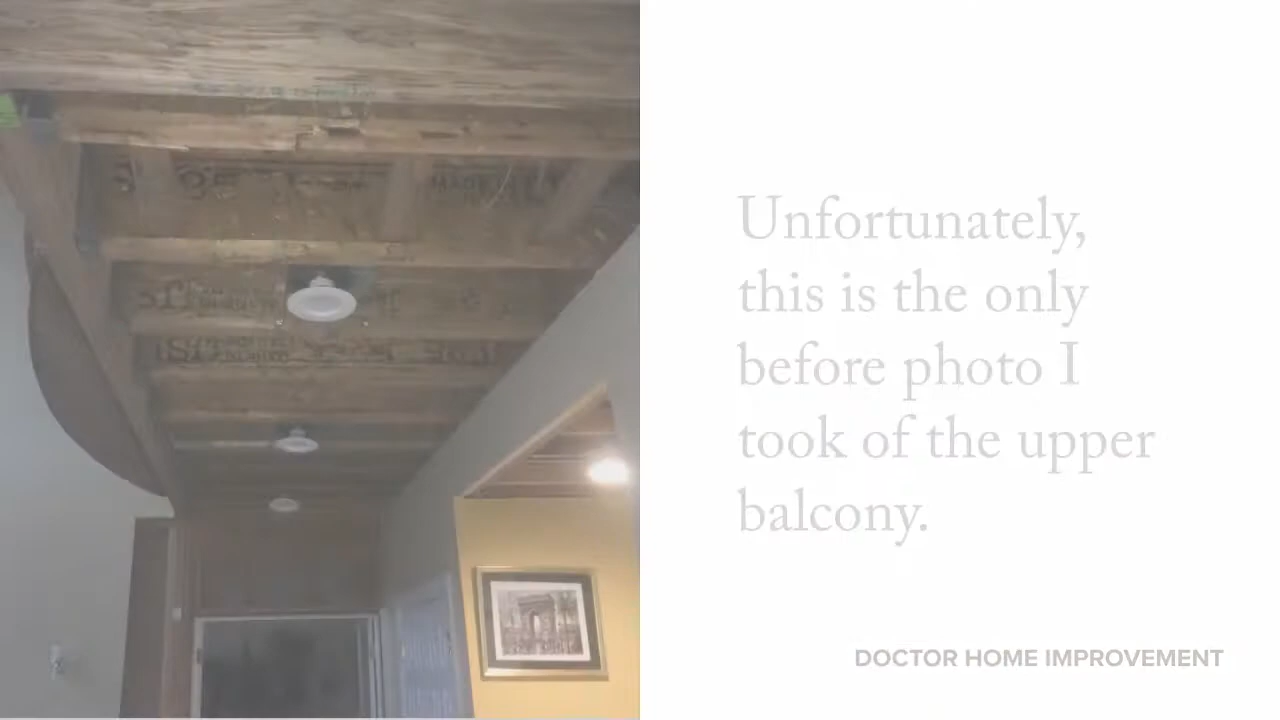 Unfortunately,
this is the only
before photo I
took of the upper
balcony.
DOCTOR HOME IMPROVEMENT